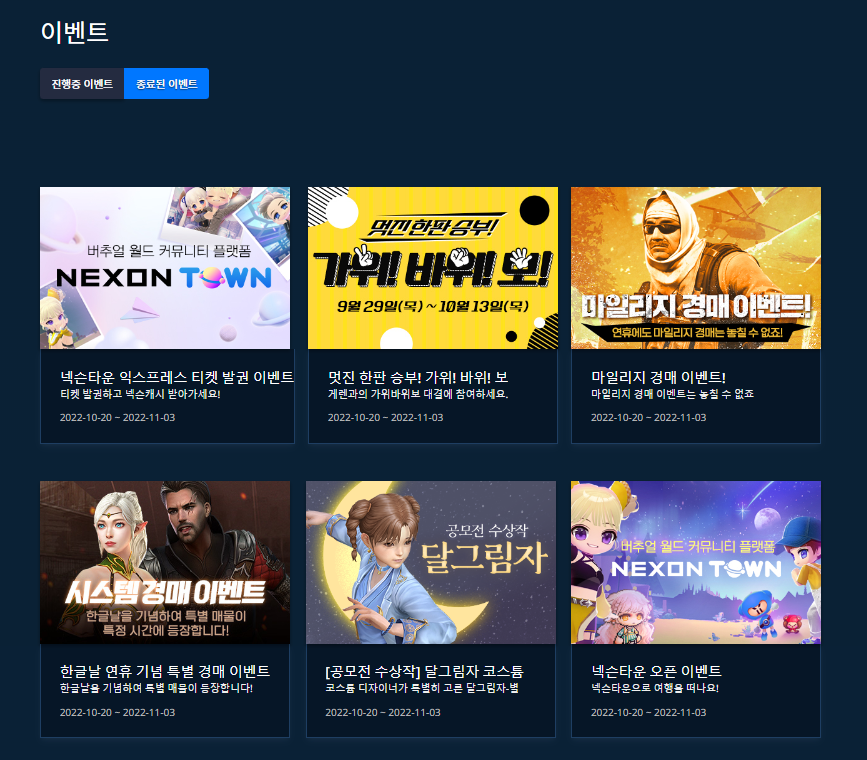 이벤트
진행중 이벤트
종료된 이벤트
버추얼 월드 커뮤니티 플랫폼
NEXON TOWN
넥슨타운 익스프레스 티켓 발권 이벤트
티켓 발권하고 넥슨캐시 받아가세요!
2022-10-20 ~ 2022-11-03
멋진 한판 승부!
가위! 바위! 보!
9월 29일(목) ~ 10월 13일(목)
멋진 한판 승부! 가위! 바위! 보
게렌과의 가위바위보 대결에 참여하세요.
2022-10-20 ~ 2022-11-03
마일리지 경매 이벤트!
연휴에도 마일리지 경매는 놓칠 수 없죠!
마일리지 경매 이벤트!
마일리지 경매 이벤트는 놓칠 수 없죠
2022-10-20 ~ 2022-11-03
시스템 경매 이벤트
한글날을 기념하여 특별 매물이
특정 시간에 등장합니다!
한글날 연휴 기념 특별 경매 이벤트
한글날을 기념하여 특별 매물이 등장합니다!
2022-10-20 ~ 2022-11-03
공모전 수상작
달그림자
[공모전 수상작] 달그림자 코스튬
코스튬 디자이너가 특별히 고른 달그림자-별
2022-10-20 ~ 2022-11-03
버추얼 월드 커뮤니티 플랫폼
NEXON TOWN
넥슨타운 오픈 이벤트
넥슨타운으로 여행을 떠나요!
2022-10-20 ~ 2022-11-03